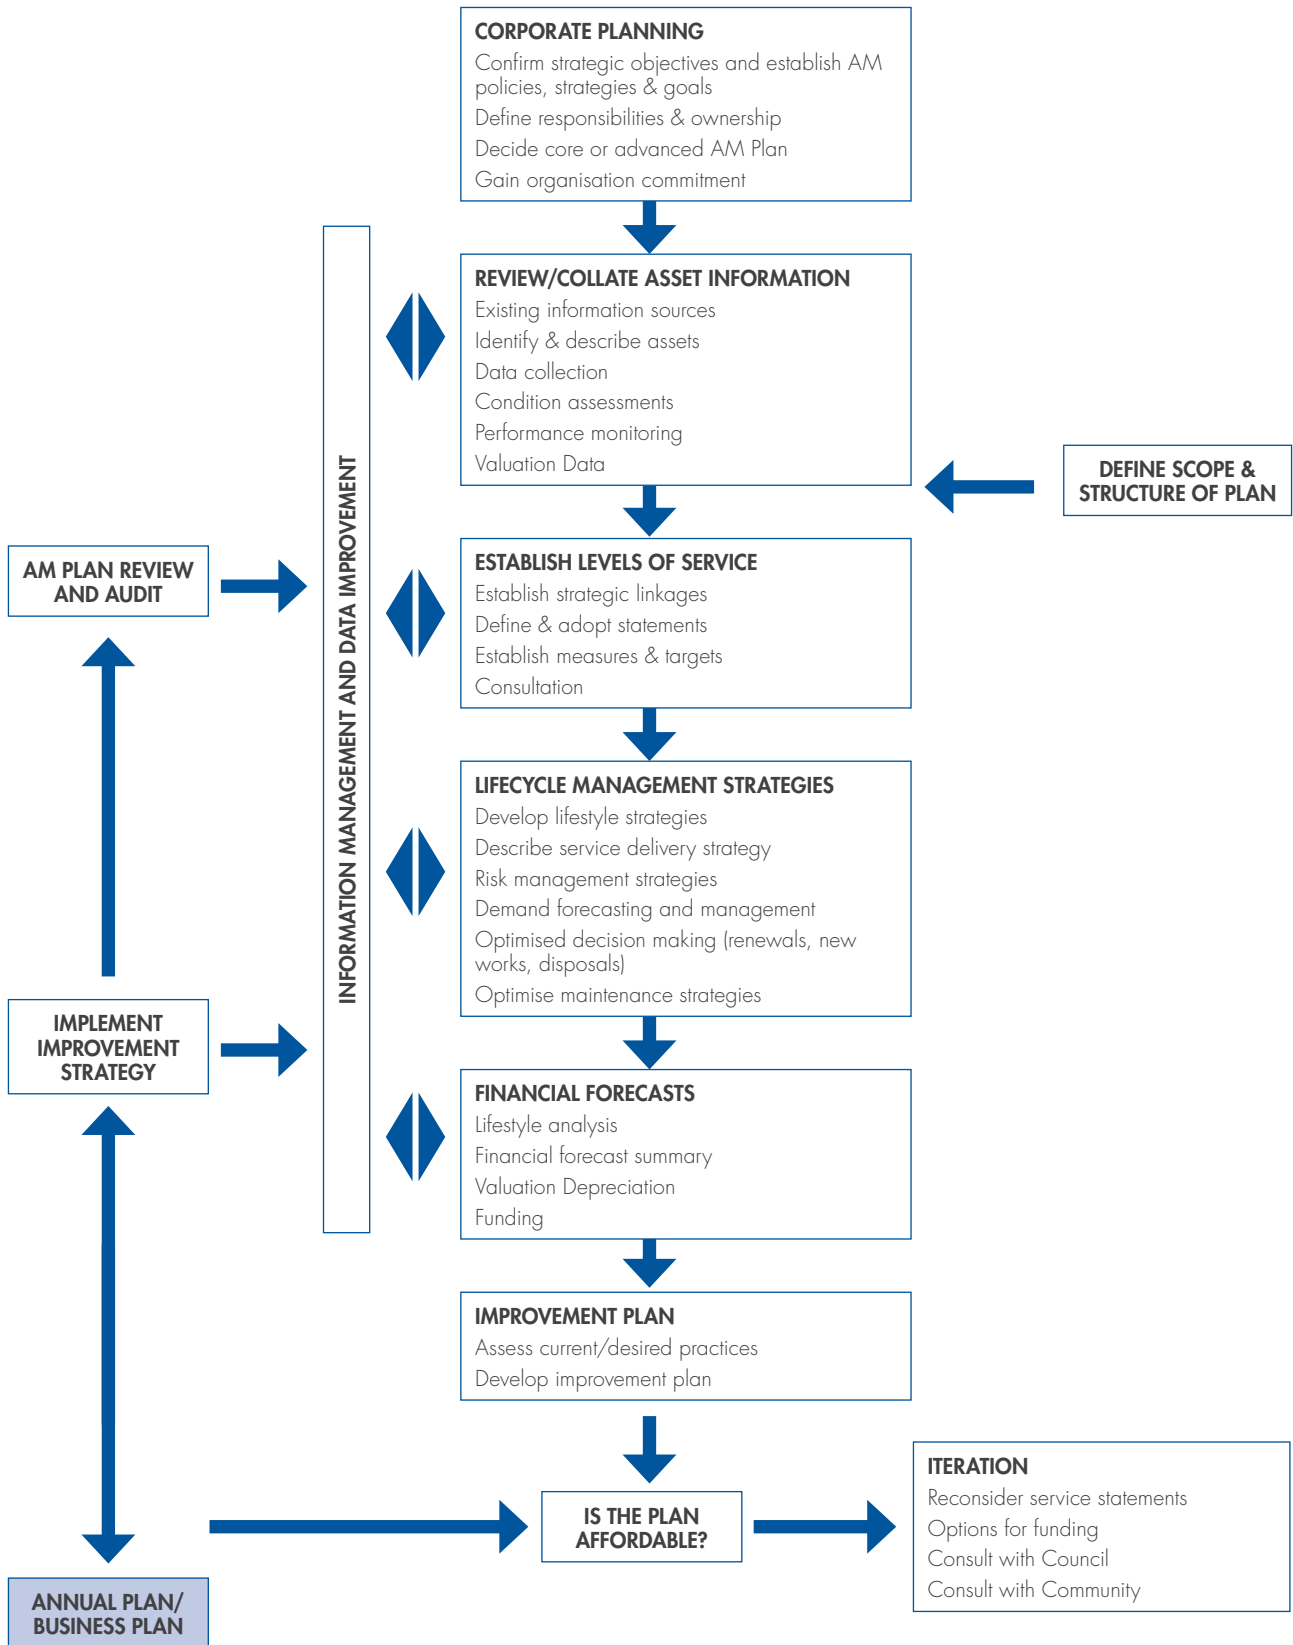 CORPORATE PLANNING
Confirm strategic objectives and establish AM
policies, strategies & goals
Define responsibilities & ownership
Decide core or advanced AM Plan
Gain organisation commitment
REVIEW/COLLATE ASSET INFORMATION
Existing information sources
Identify & describe assets
Data collection
Condition assessments
Performance monitoring
Valuation Data
DEFINE SCOPE &
STRUCTURE OF PLAN
INFORMATION MANAGEMENT AND DATA IMPROVEMENT
AM PLAN REVIEW
AND AUDIT
ESTABLISH LEVELS OF SERVICE
Establish strategic linkages
Define & adopt statements
Establish measures & targets
Consultation
LIFECYCLE MANAGEMENT STRATEGIES
Develop lifestyle strategies
Describe service delivery strategy
Risk management strategies
Demand forecasting and management
Optimised decision making (renewals, new
works, disposals)
Optimise maintenance strategies
IMPLEMENT
IMPROVEMENT
STRATEGY
FINANCIAL FORECASTS
Lifestyle analysis
Financial forecast summary
Valuation Depreciation
Funding
IMPROVEMENT PLAN
Assess current/desired practices
Develop improvement plan
IS THE PLAN
AFFORDABLE?
ITERATION
Reconsider service statements
Options for funding
Consult with Council
Consult with Community
ANNUAL PLAN/
BUSINESS PLAN